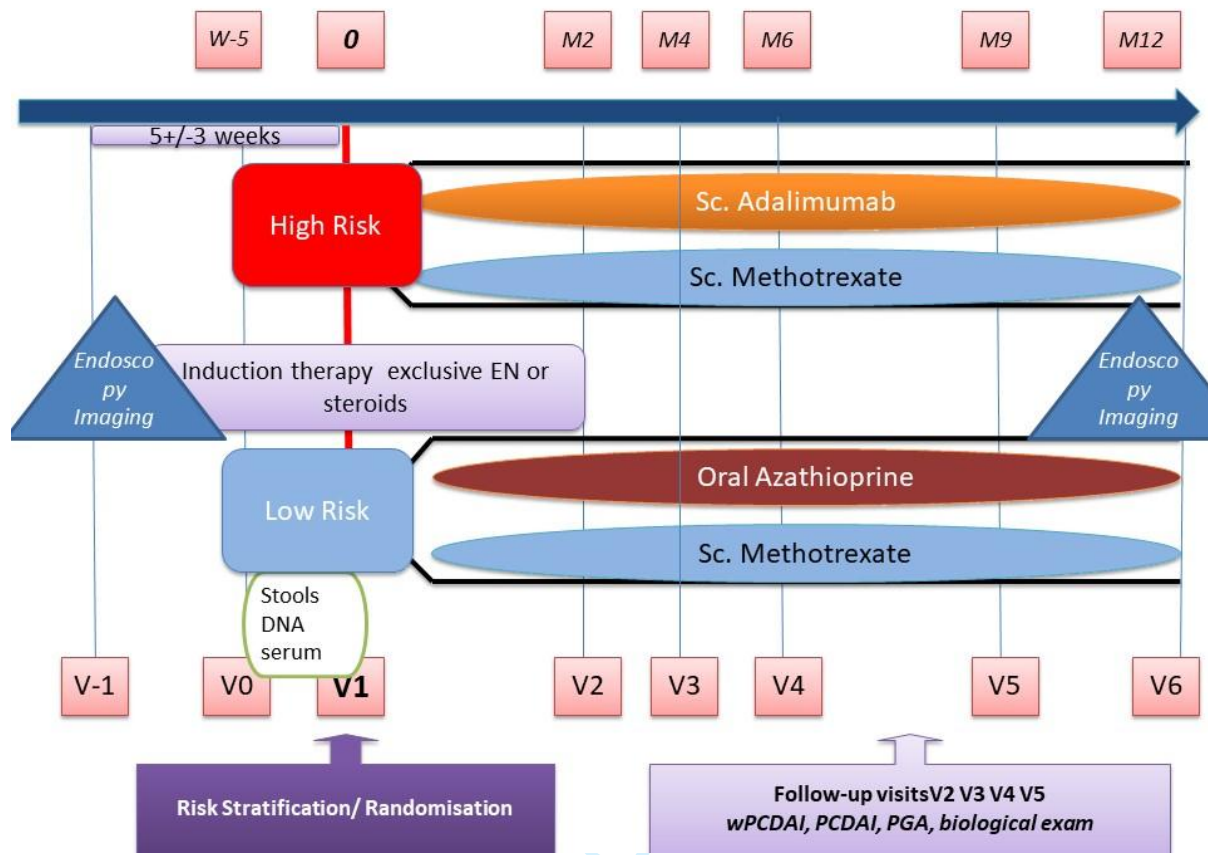 W-5
0
M2
M4
M6
M9
M12
5+/-3 weeks
High Risk
Sc. Adalimumab
Sc. Methotrexate
Endosco
py
Imaging
Induction therapy exclusive EN or
steroids
Endosco
py
Imaging
Low Risk
Oral Azathioprine
Sc. Methotrexate
Stools
DNA
serum
V-1
V0
V1
V2
V3
V4
V5
V6
Risk Stratification/ Randomisation
Follow-up visitsV2 V3 V4 V5
wPCDAI, PCDAI, PGA, biological exam